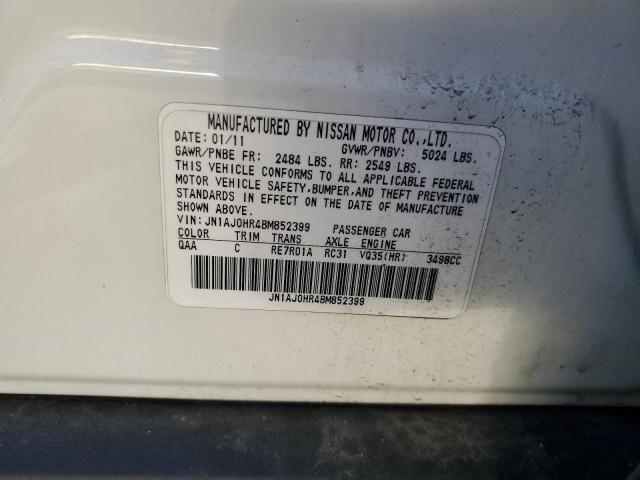 MANUFACTURED BY NISSAN MOTOR CO.,LTD.
DATE: 01/11 GVWR/PNBV: 5024 LBS.
GAWR/PNBE FR: 2484 LBS. RR: 2549 LBS.
THIS VEHICLE CONFORMS TO ALL APPLICABLE FEDERAL
MOTOR VEHICLE SAFETY,BUMPER,AND THEFT PREVENTION
STANDARDS IN EFFECT ON THE DATE OF MANUFACTURE
SHOWN ABOVE.
VIN: JN1AJ0HR4BM852399 PASSENGER CAR
COLOR TRIM TRANS AXLE ENGINE
QAA C RE7R01A RC31 VQ35(HR) 3498CC
JN1AJ0HR4BM852399